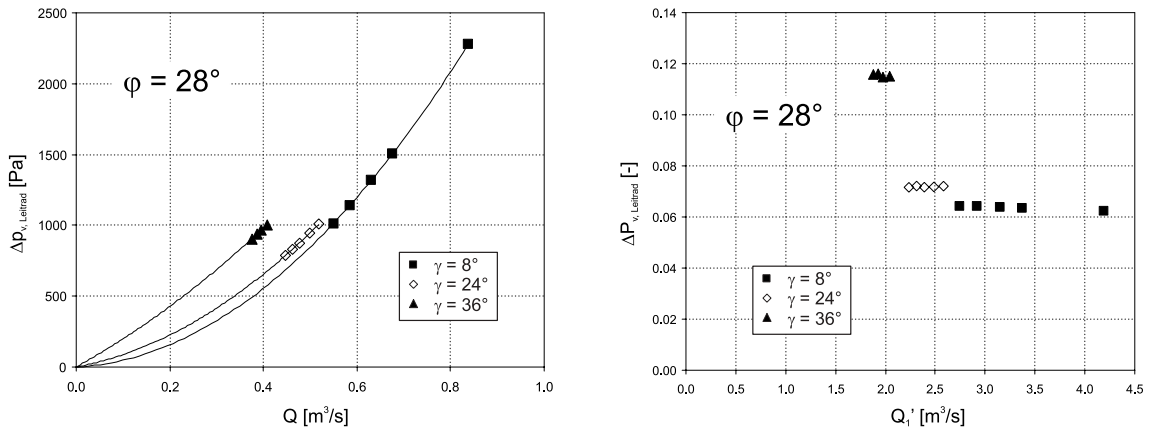 2500
2000
1500
1000
500
0
Δp v, Leitrad [Pa]
φ = 28°
γ = 8°
γ = 24°
γ = 36°
0.0 0.2 0.4 0.6 0.8 1.0
Q [m³/s]
0.14
0.12
0.10
0.08
0.06
0.04
0.02
0.00
ΔP v, Leitrad [-]
φ = 28°
γ = 8°
γ = 24°
γ = 36°
0.0 0.5 1.0 1.5 2.0 2.5 3.0 3.5 4.0 4.5
Q₁' [m³/s]